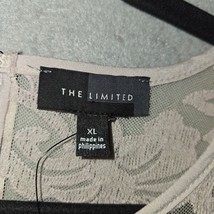 THE LIMITED
XL
made in
philippines